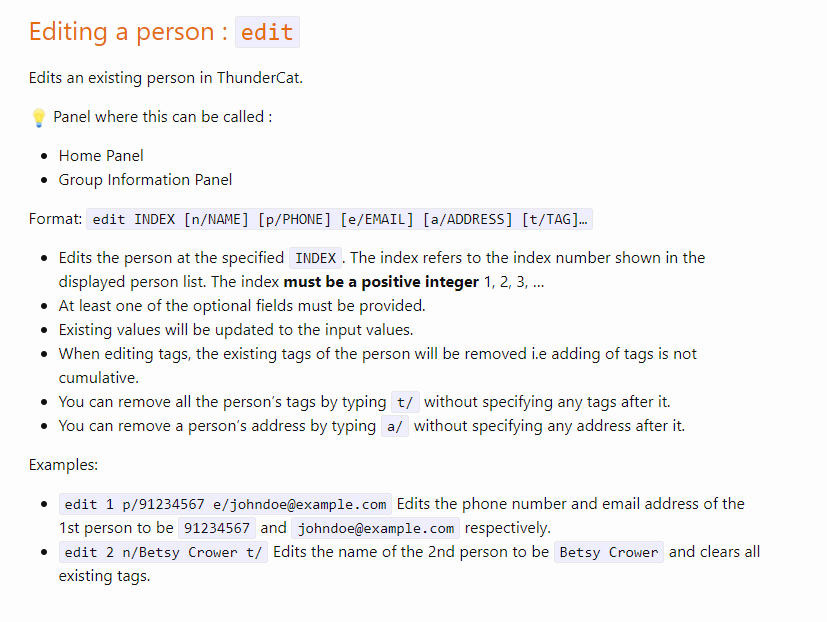 Editing a person : edit
Edits an existing person in ThunderCat.
💡 Panel where this can be called :
• Home Panel
• Group Information Panel
Format: edit INDEX [n/NAME] [p/PHONE] [e/EMAIL] [a/ADDRESS] [t/TAG]…
• Edits the person at the specified INDEX. The index refers to the index number shown in the
displayed person list. The index must be a positive integer 1, 2, 3, …
• At least one of the optional fields must be provided.
• Existing values will be updated to the input values.
• When editing tags, the existing tags of the person will be removed i.e adding of tags is not
cumulative.
• You can remove all the person’s tags by typing t/ without specifying any tags after it.
• You can remove a person’s address by typing a/ without specifying any address after it.
Examples:
• edit 1 p/91234567 e/johndoe@example.com Edits the phone number and email address of the
1st person to be 91234567 and johndoe@example.com respectively.
• edit 2 n/Betsy Crower t/ Edits the name of the 2nd person to be Betsy Crower and clears all
existing tags.